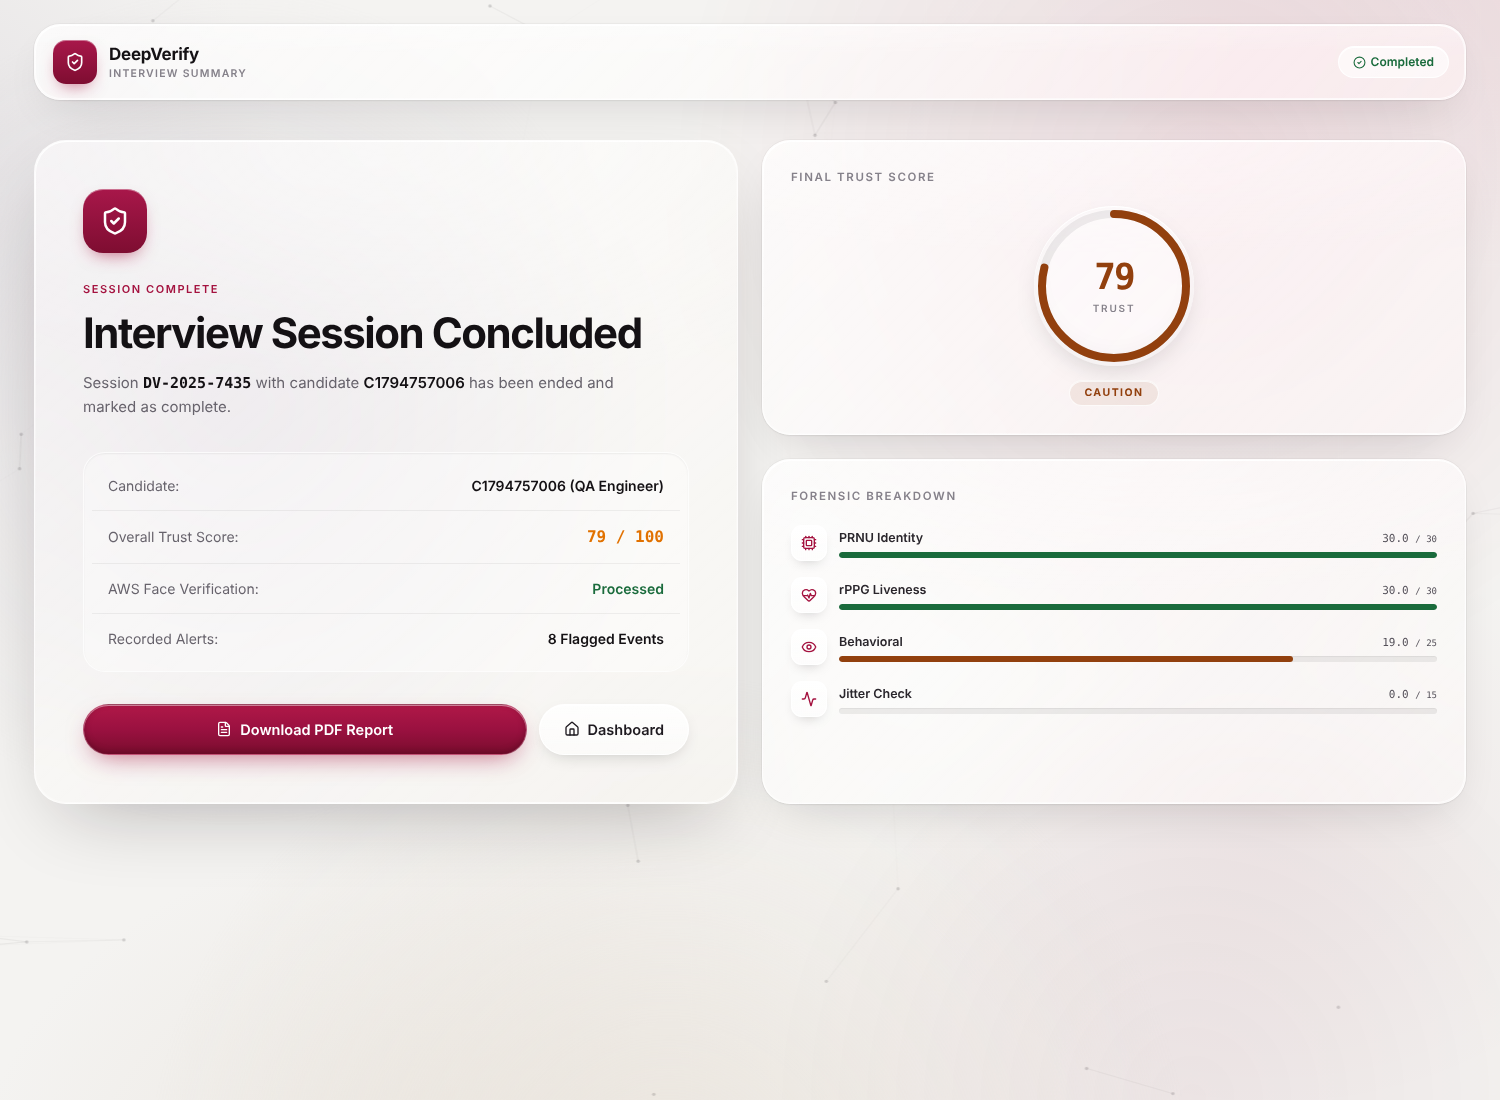 DeepVerify
INTERVIEW SUMMARY
Completed
SESSION COMPLETE
Interview Session Concluded
Session DV-2025-7435 with candidate C1794757006 has been ended and
marked as complete.
Candidate: C1794757006 (QA Engineer)
Overall Trust Score: 79 / 100
AWS Face Verification: Processed
Recorded Alerts: 8 Flagged Events
Download PDF Report
Dashboard
FINAL TRUST SCORE
79
TRUST
CAUTION
FORENSIC BREAKDOWN
PRNU Identity 30.0 / 30
rPPG Liveness 30.0 / 30
Behavioral 19.0 / 25
Jitter Check 0.0 / 15